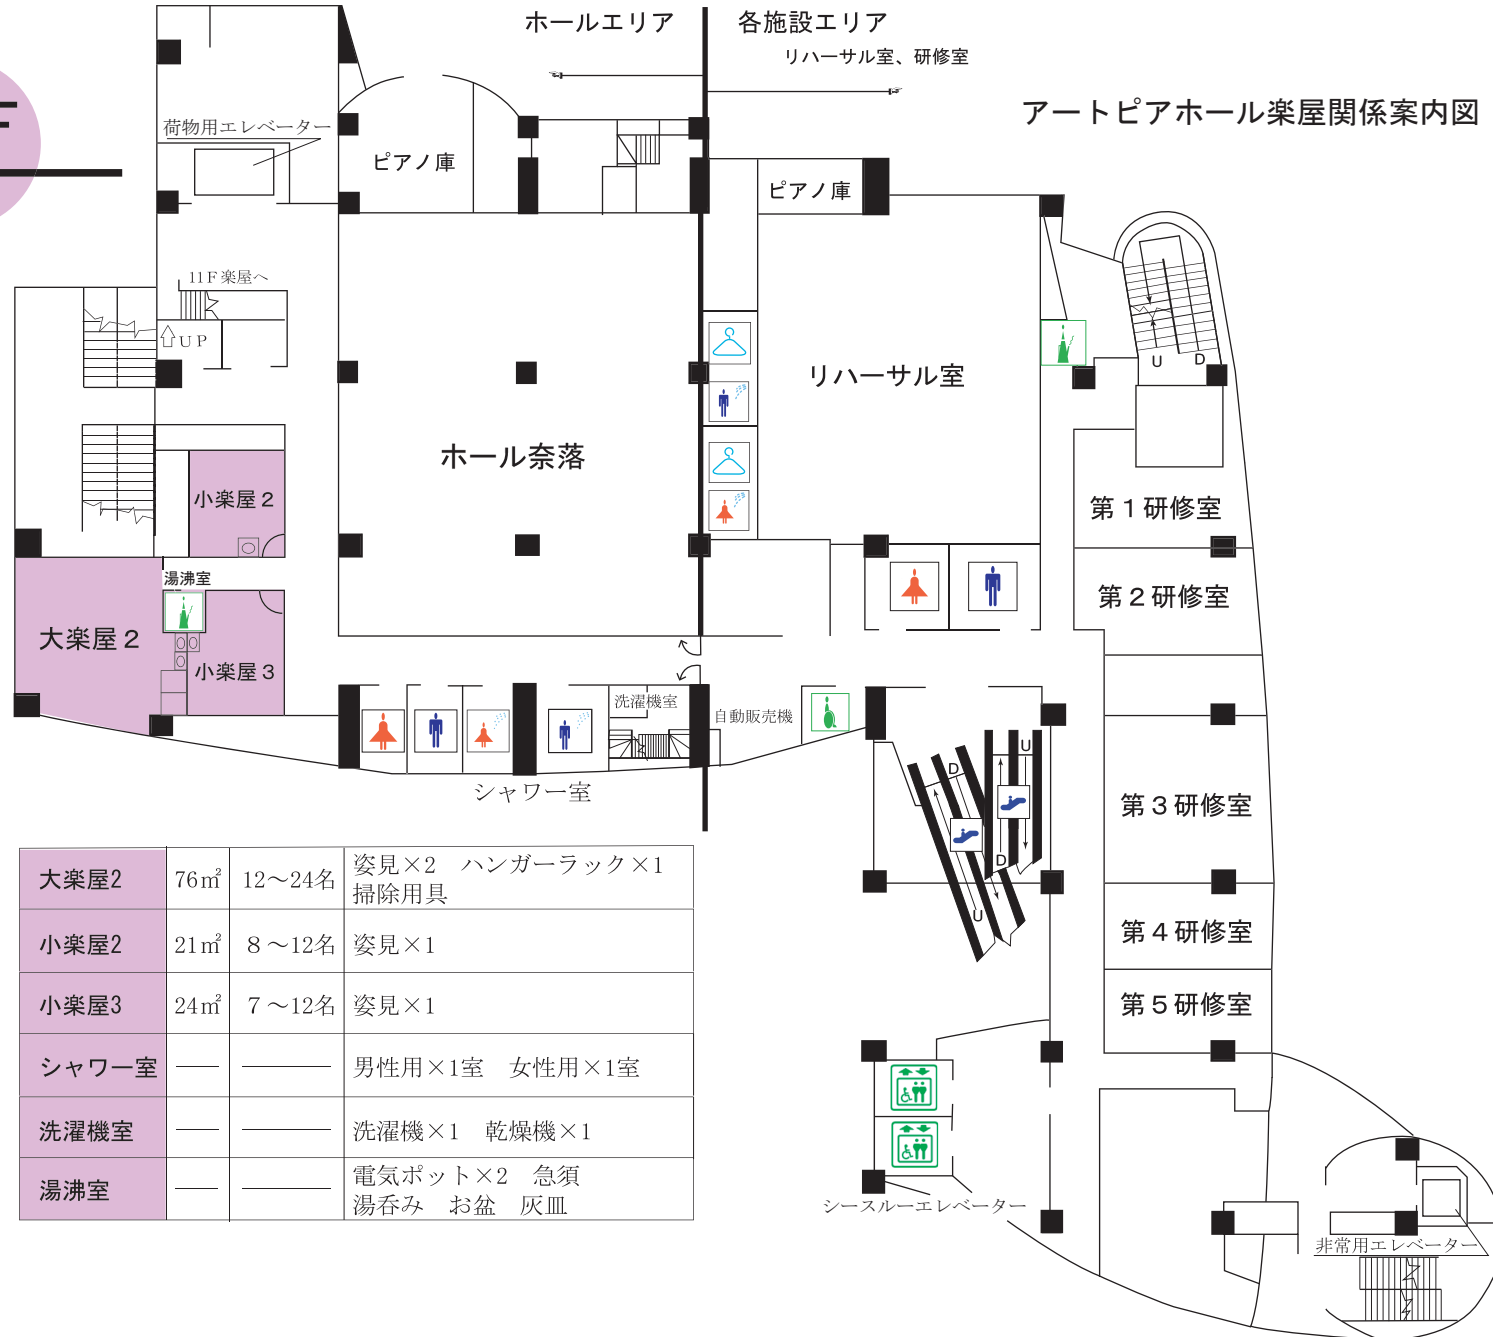 ホールエリア
各施設エリア
リハーサル室、研修室
アートピアホール楽屋関係案内図
F
荷物用エレベーター
ピアノ庫
ピアノ庫
11F楽屋へ
UP
U
D
リハーサル室
ホール奈落
小楽屋2
第1研修室
湯沸室
第2研修室
大楽屋2
小楽屋3
洗濯機室
自動販売機
シャワー室
U
D
第3研修室
D
U
第4研修室
第5研修室
大楽屋2 76㎡ 12～24名 姿見×2 ハンガーラック×1
掃除用具
小楽屋2 21㎡ 8～12名 姿見×1
小楽屋3 24㎡ 7～12名 姿見×1
シャワー室 ― ― 男性用×1室 女性用×1室
洗濯機室 ― ― 洗濯機×1 乾燥機×1
湯沸室 ― ― 電気ポット×2 急須
湯呑み お盆 灰皿
シースルーエレベーター
非常用エレベーター